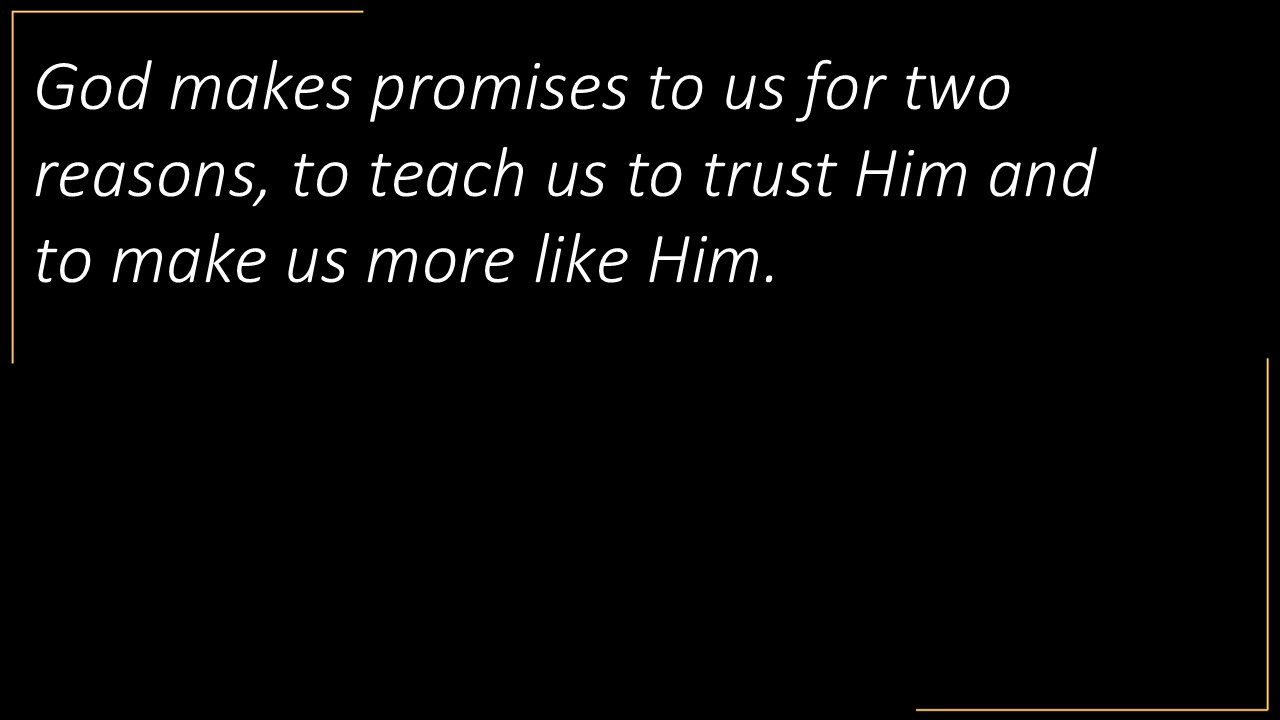 God makes promises to us for two
reasons, to teach us to trust Him and
to make us more like Him.